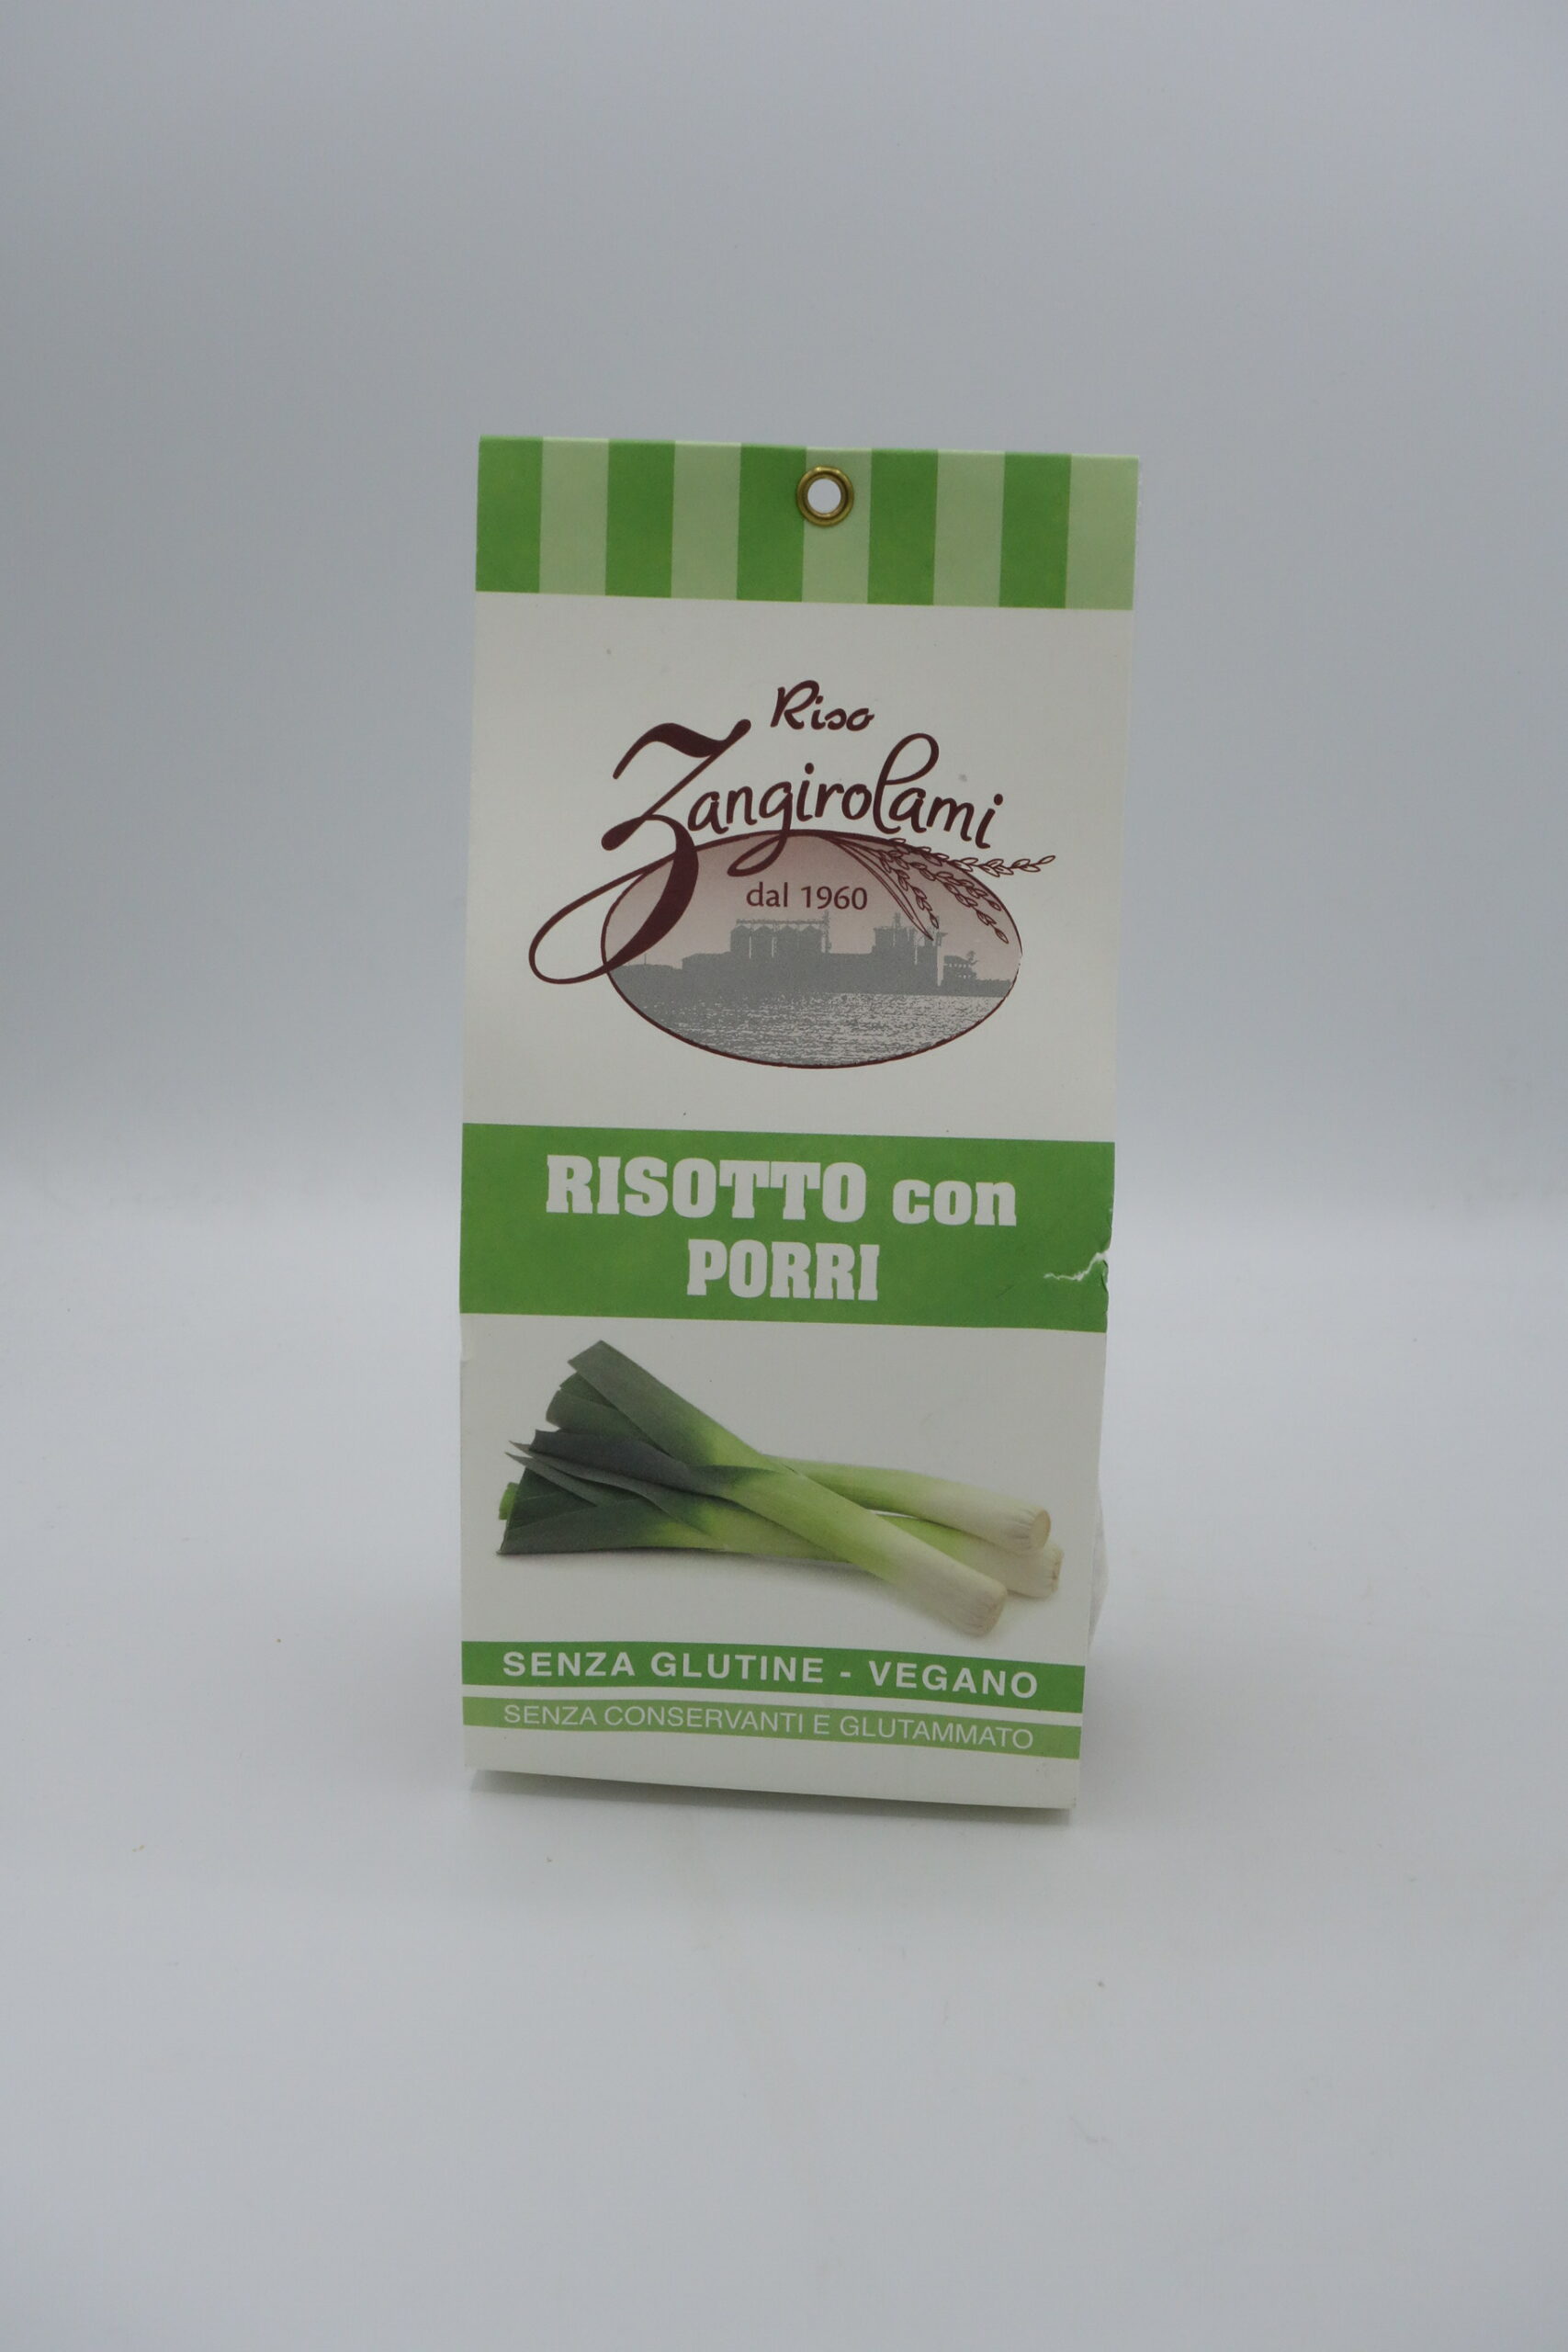 Riso
Zangirolami
dal 1960
RISOTTO con
PORRI
SENZA GLUTINE - VEGANO
SENZA CONSERVANTI E GLUTAMMATO